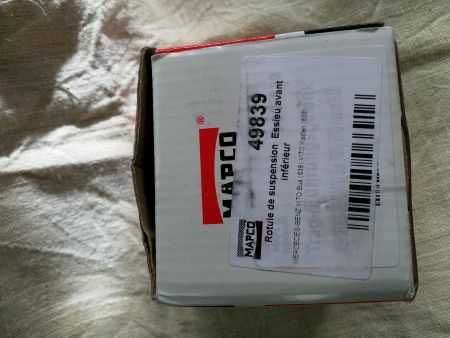 MAPCO
®
49839
Rotule de suspension Essieu avant
inférieur
MERCEDES-BENZ VITO Bus (638) VITO Kasten (638)
MAPCO